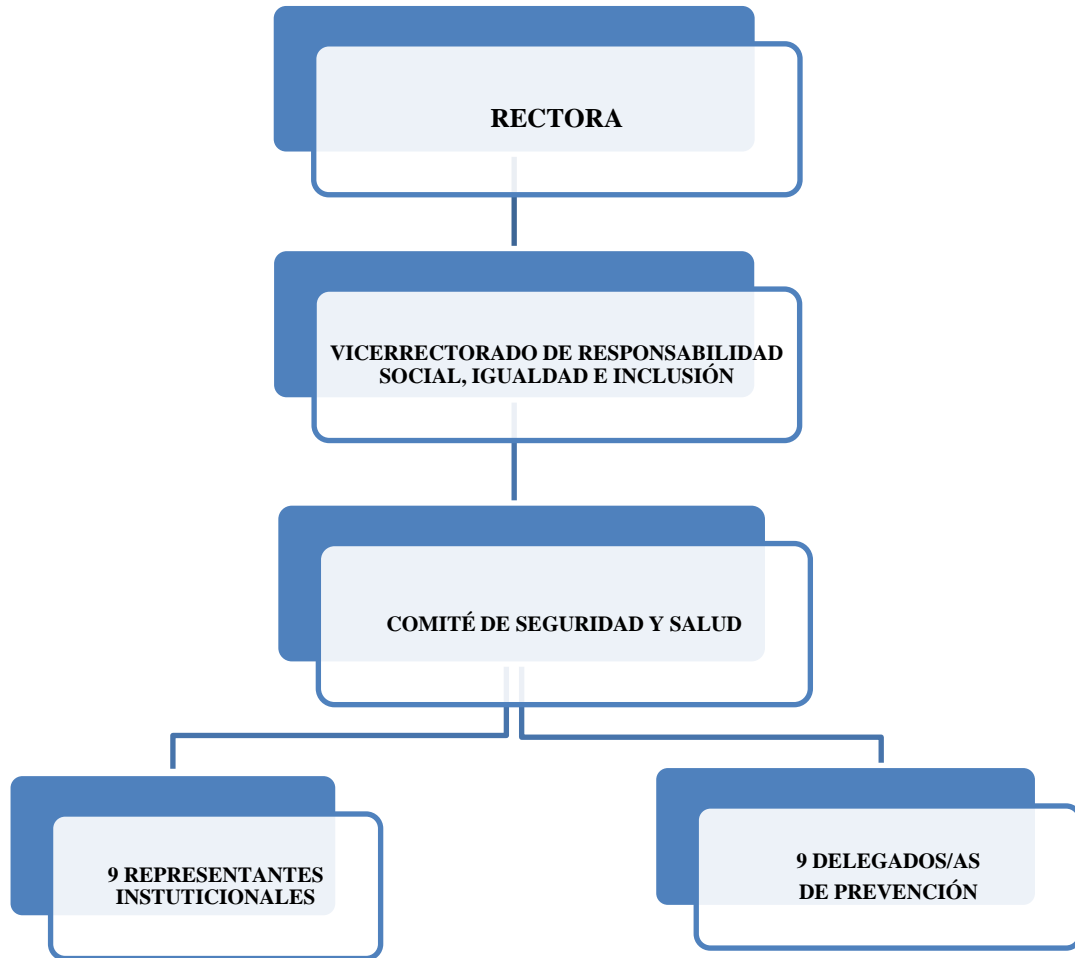 RECTORA
VICERRECTORADO DE RESPONSABILIDAD
SOCIAL, IGUALDAD E INCLUSIÓN
COMITÉ DE SEGURIDAD Y SALUD
9 REPRESENTANTES
INSTUTICIONALES
9 DELEGADOS/AS
DE PREVENCIÓN